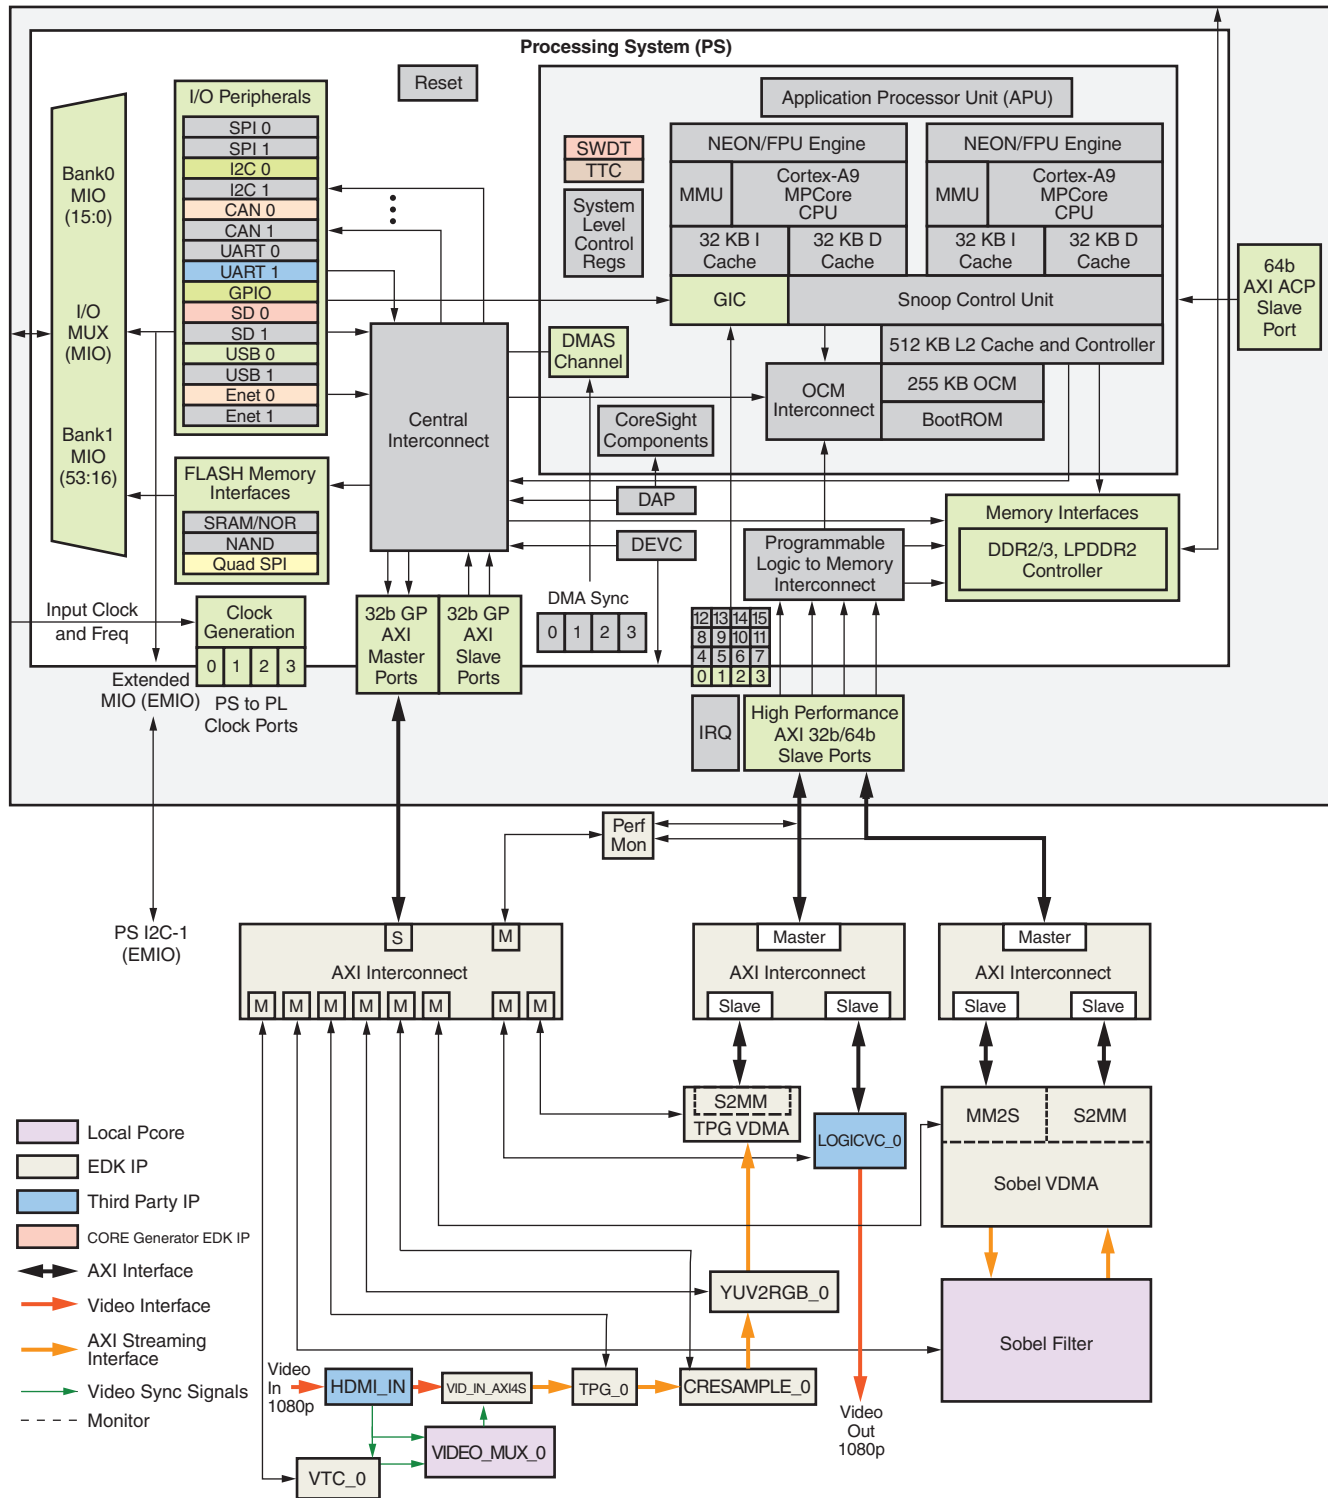 Processing System (PS)
Reset
I/O Peripherals
SPI 0
SPI 1
I2C 0
I2C 1
CAN 0
CAN 1
UART 0
UART 1
GPIO
SD 0
SD 1
USB 0
USB 1
Enet 0
Enet 1
Bank0
MIO
(15:0)
I/O
MUX
(MIO)
Bank1
MIO
(53:16)
FLASH Memory
Interfaces
SRAM/NOR
NAND
Quad SPI
Input Clock
and Freq
Clock
Generation
0 1 2 3
Extended
MIO (EMIO)
PS to PL
Clock Ports
Central
Interconnect
32b GP
AXI
Master
Ports
32b GP
AXI
Slave
Ports
Application Processor Unit (APU)
SWDT
TTC
System
Level
Control
Regs
NEON/FPU Engine
MMU
Cortex-A9
MPCore
CPU
32 KB I
Cache
32 KB D
Cache
NEON/FPU Engine
MMU
Cortex-A9
MPCore
CPU
32 KB I
Cache
32 KB D
Cache
GIC
Snoop Control Unit
DMAS
Channel
512 KB L2 Cache and Controller
OCM
Interconnect
255 KB OCM
BootROM
CoreSight
Components
DAP
DEVC
64b
AXI ACP
Slave
Port
DMA Sync
0 1 2 3
Programmable
Logic to Memory
Interconnect
Memory Interfaces
DDR2/3, LPDDR2
Controller
12 13 14 15
8 9 10 11
4 5 6 7
0 1 2 3
IRQ
High Performance
AXI 32b/64b
Slave Ports
Perf
Mon
PS I2C-1
(EMIO)
S
M
AXI Interconnect
M M M M M M M M
Master
AXI Interconnect
Slave
Slave
Master
AXI Interconnect
Slave
Slave
S2MM
TPG VDMA
LOGICVC_0
MM2S
S2MM
Sobel VDMA
YUV2RGB_0
Sobel Filter
Video
In
1080p
HDMI_IN
VID_IN_AXI4S
TPG_0
CRESAMPLE_0
VIDEO_MUX_0
VTC_0
Video
Out
1080p
Local Pcore
EDK IP
Third Party IP
CORE Generator EDK IP
AXI Interface
Video Interface
AXI Streaming
Interface
Video Sync Signals
Monitor